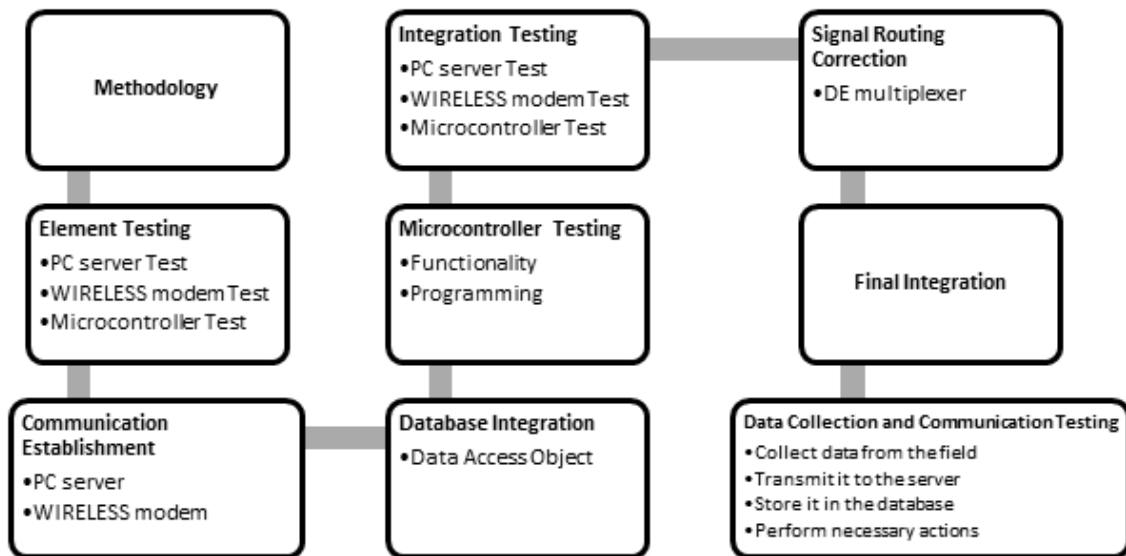 Methodology
Element Testing
•PC server Test
•WIRELESS modem Test
•Microcontroller Test
Communication
Establishment
•PC server
•WIRELESS modem
Database Integration
•Data Access Object
Microcontroller Testing
•Functionality
•Programming
Integration Testing
•PC server Test
•WIRELESS modem Test
•Microcontroller Test
Signal Routing
Correction
•DE multiplexer
Final Integration
Data Collection and Communication Testing
•Collect data from the field
•Transmit it to the server
•Store it in the database
•Perform necessary actions